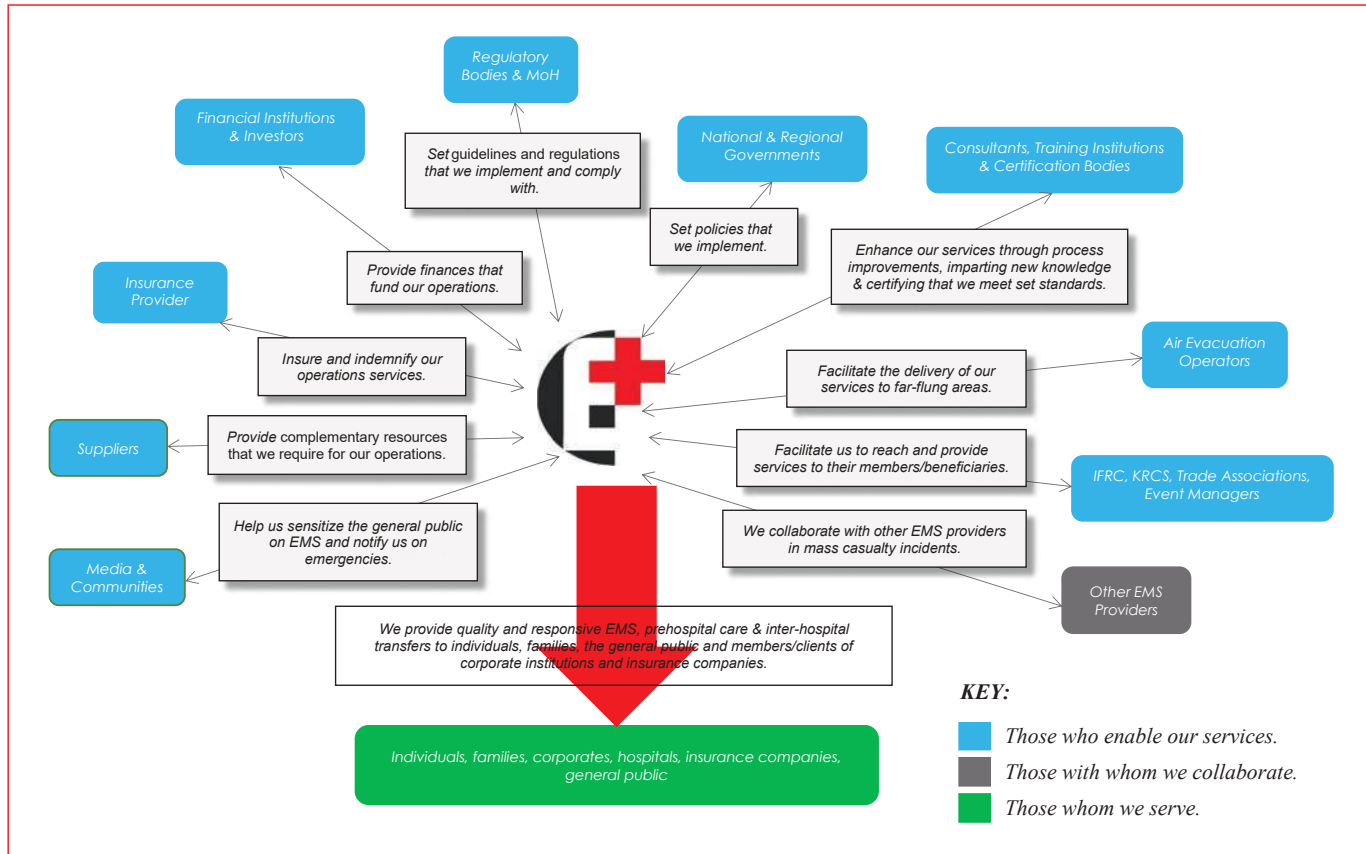 Regulatory
Bodies & MoH
Financial Institutions
& Investors
National & Regional
Governments
Consultants, Training Institutions
& Certification Bodies
Set guidelines and regulations
that we implement and comply
with.
Set policies that
we implement.
Enhance our services through process
improvements, imparting new knowledge
& certifying that we meet set standards.
Provide finances that
fund our operations.
Insurance
Provider
Insure and indemnify our
operations services.
Air Evacuation
Operators
Facilitate the delivery of our
services to far-flung areas.
Suppliers
Provide complementary resources
that we require for our operations.
Facilitate us to reach and provide
services to their members/beneficiaries.
IFRC, KRCS, Trade Associations,
Event Managers
Help us sensitize the general public
on EMS and notify us on
emergencies.
We collaborate with other EMS providers
in mass casualty incidents.
Media &
Communities
Other EMS
Providers
We provide quality and responsive EMS, prehospital care & inter-hospital
transfers to individuals, families, the general public and members/clients of
corporate institutions and insurance companies.
Individuals, families, corporates, hospitals, insurance companies,
general public
KEY:
Those who enable our services.
Those with whom we collaborate.
Those whom we serve.